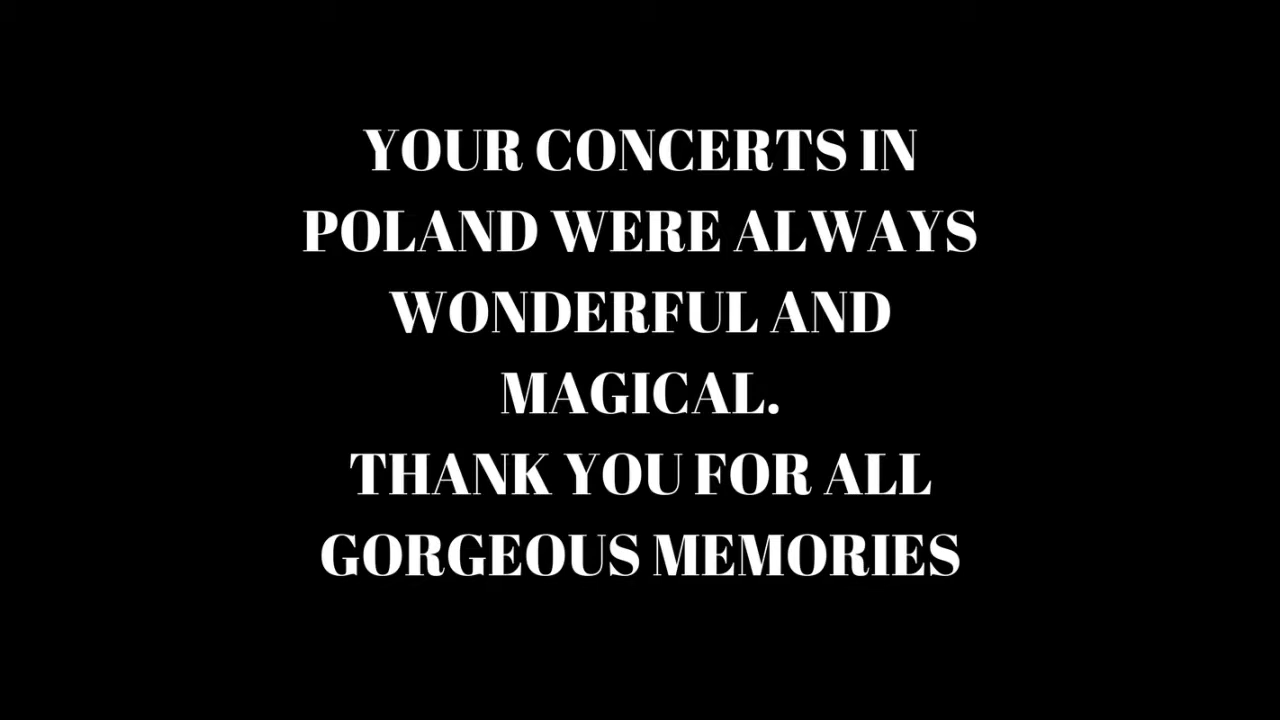 YOUR CONCERTS IN
POLAND WERE ALWAYS
WONDERFUL AND
MAGICAL.
THANK YOU FOR ALL
GORGEOUS MEMORIES